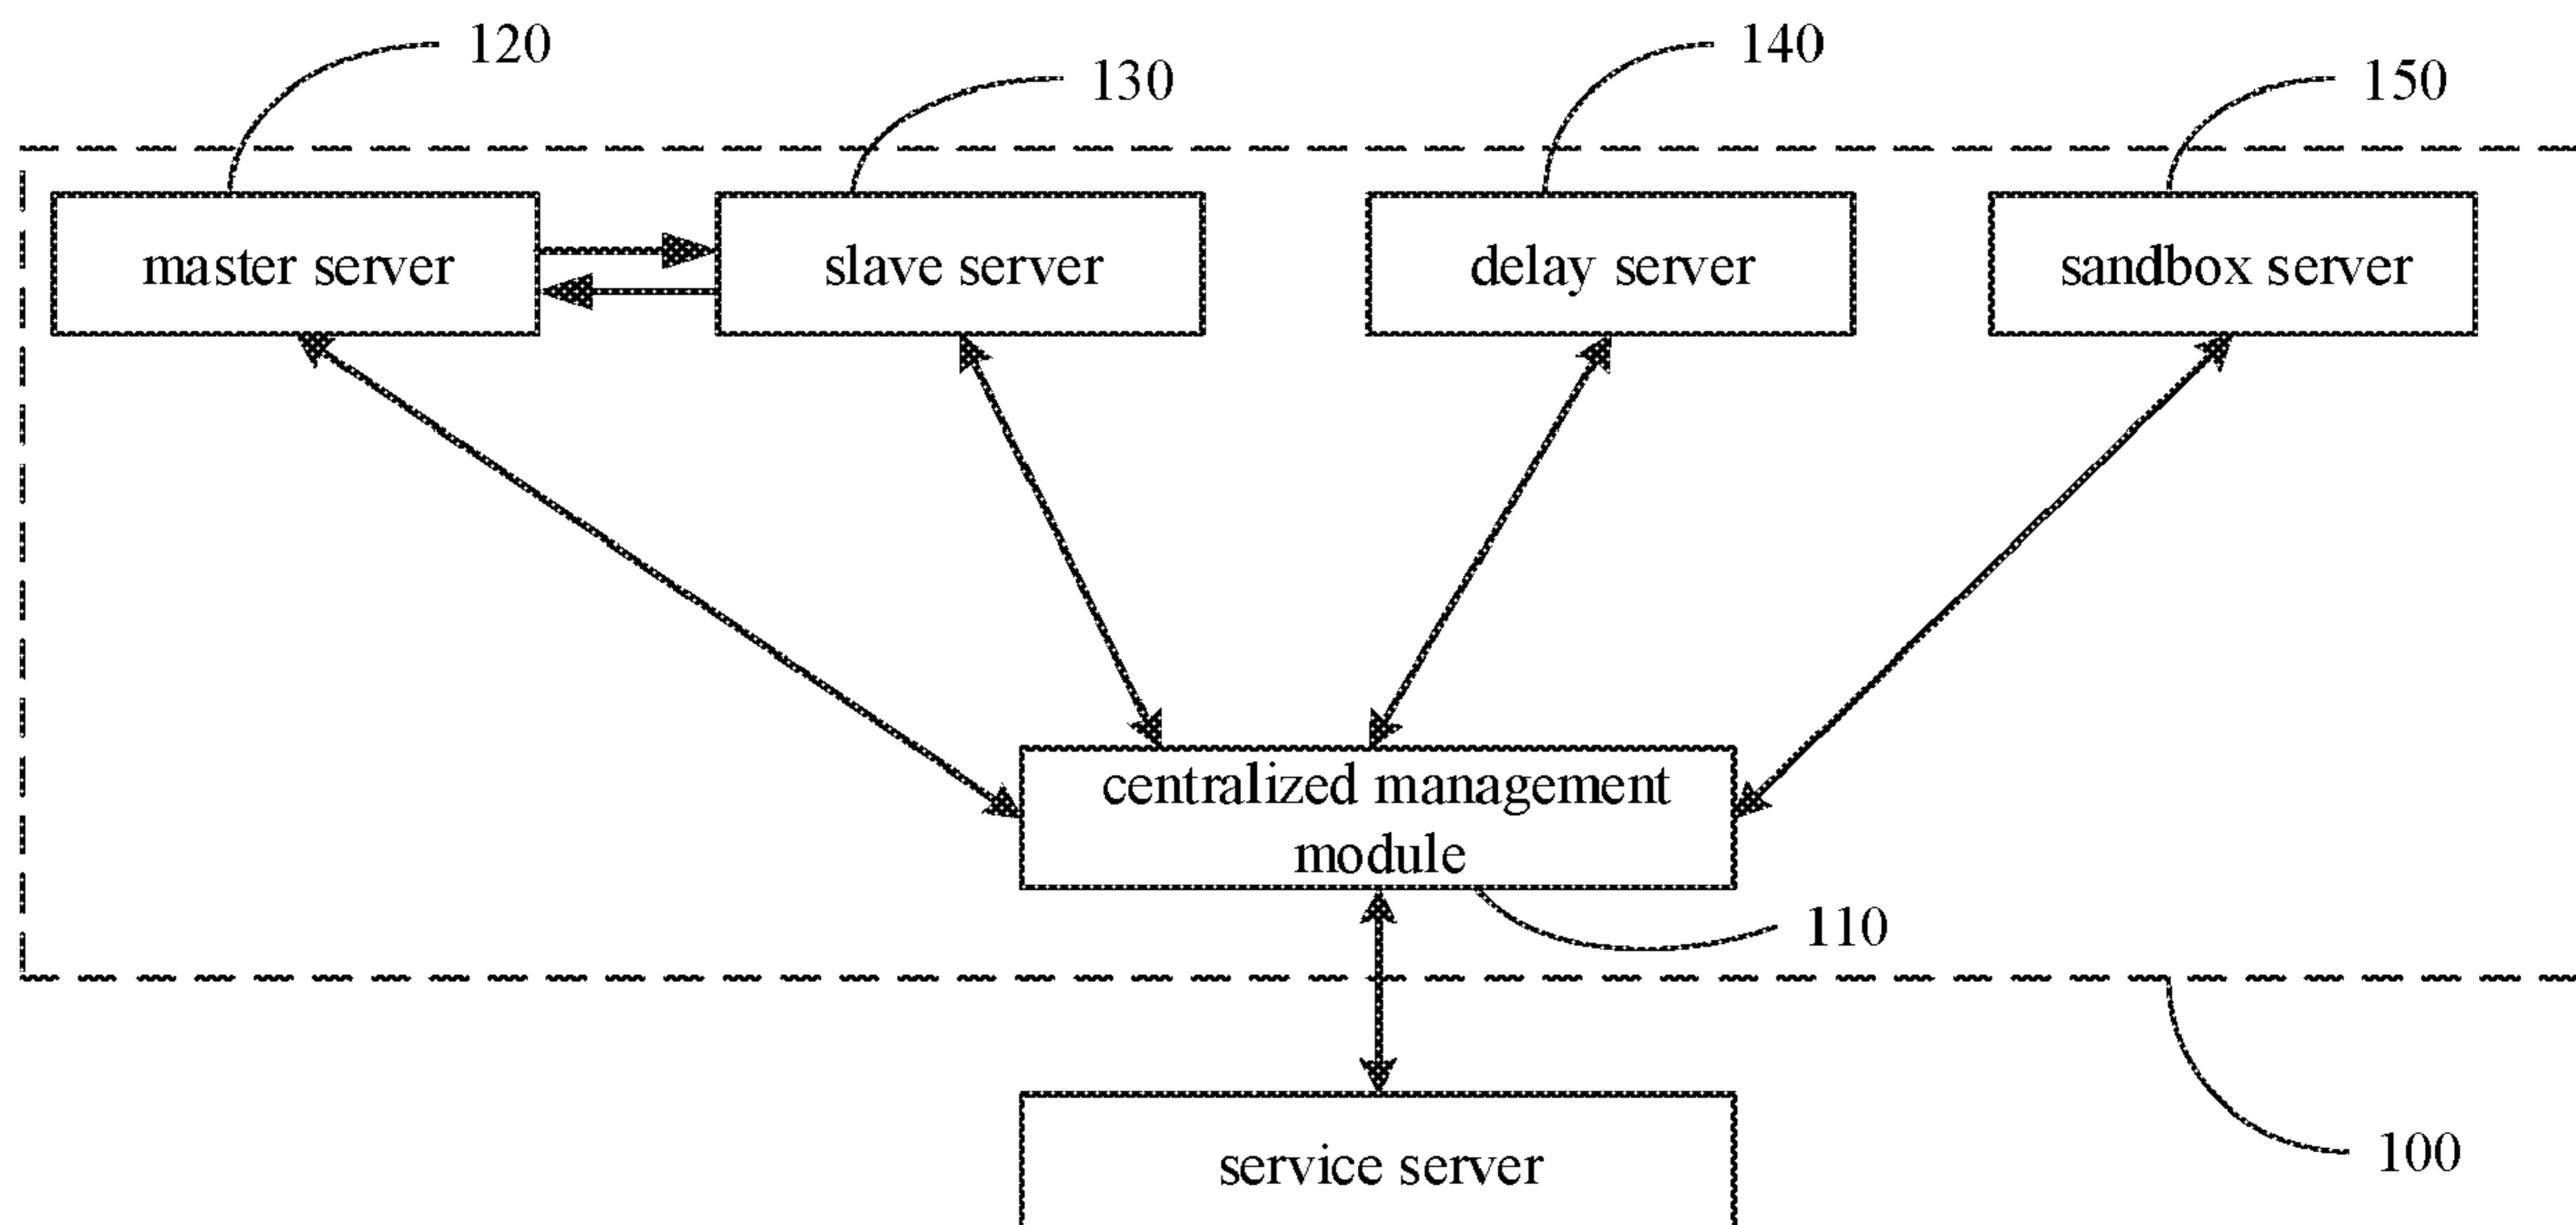 120
130
140
150
master server
slave server
delay server
sandbox server
centralized management
module
110
100
service server